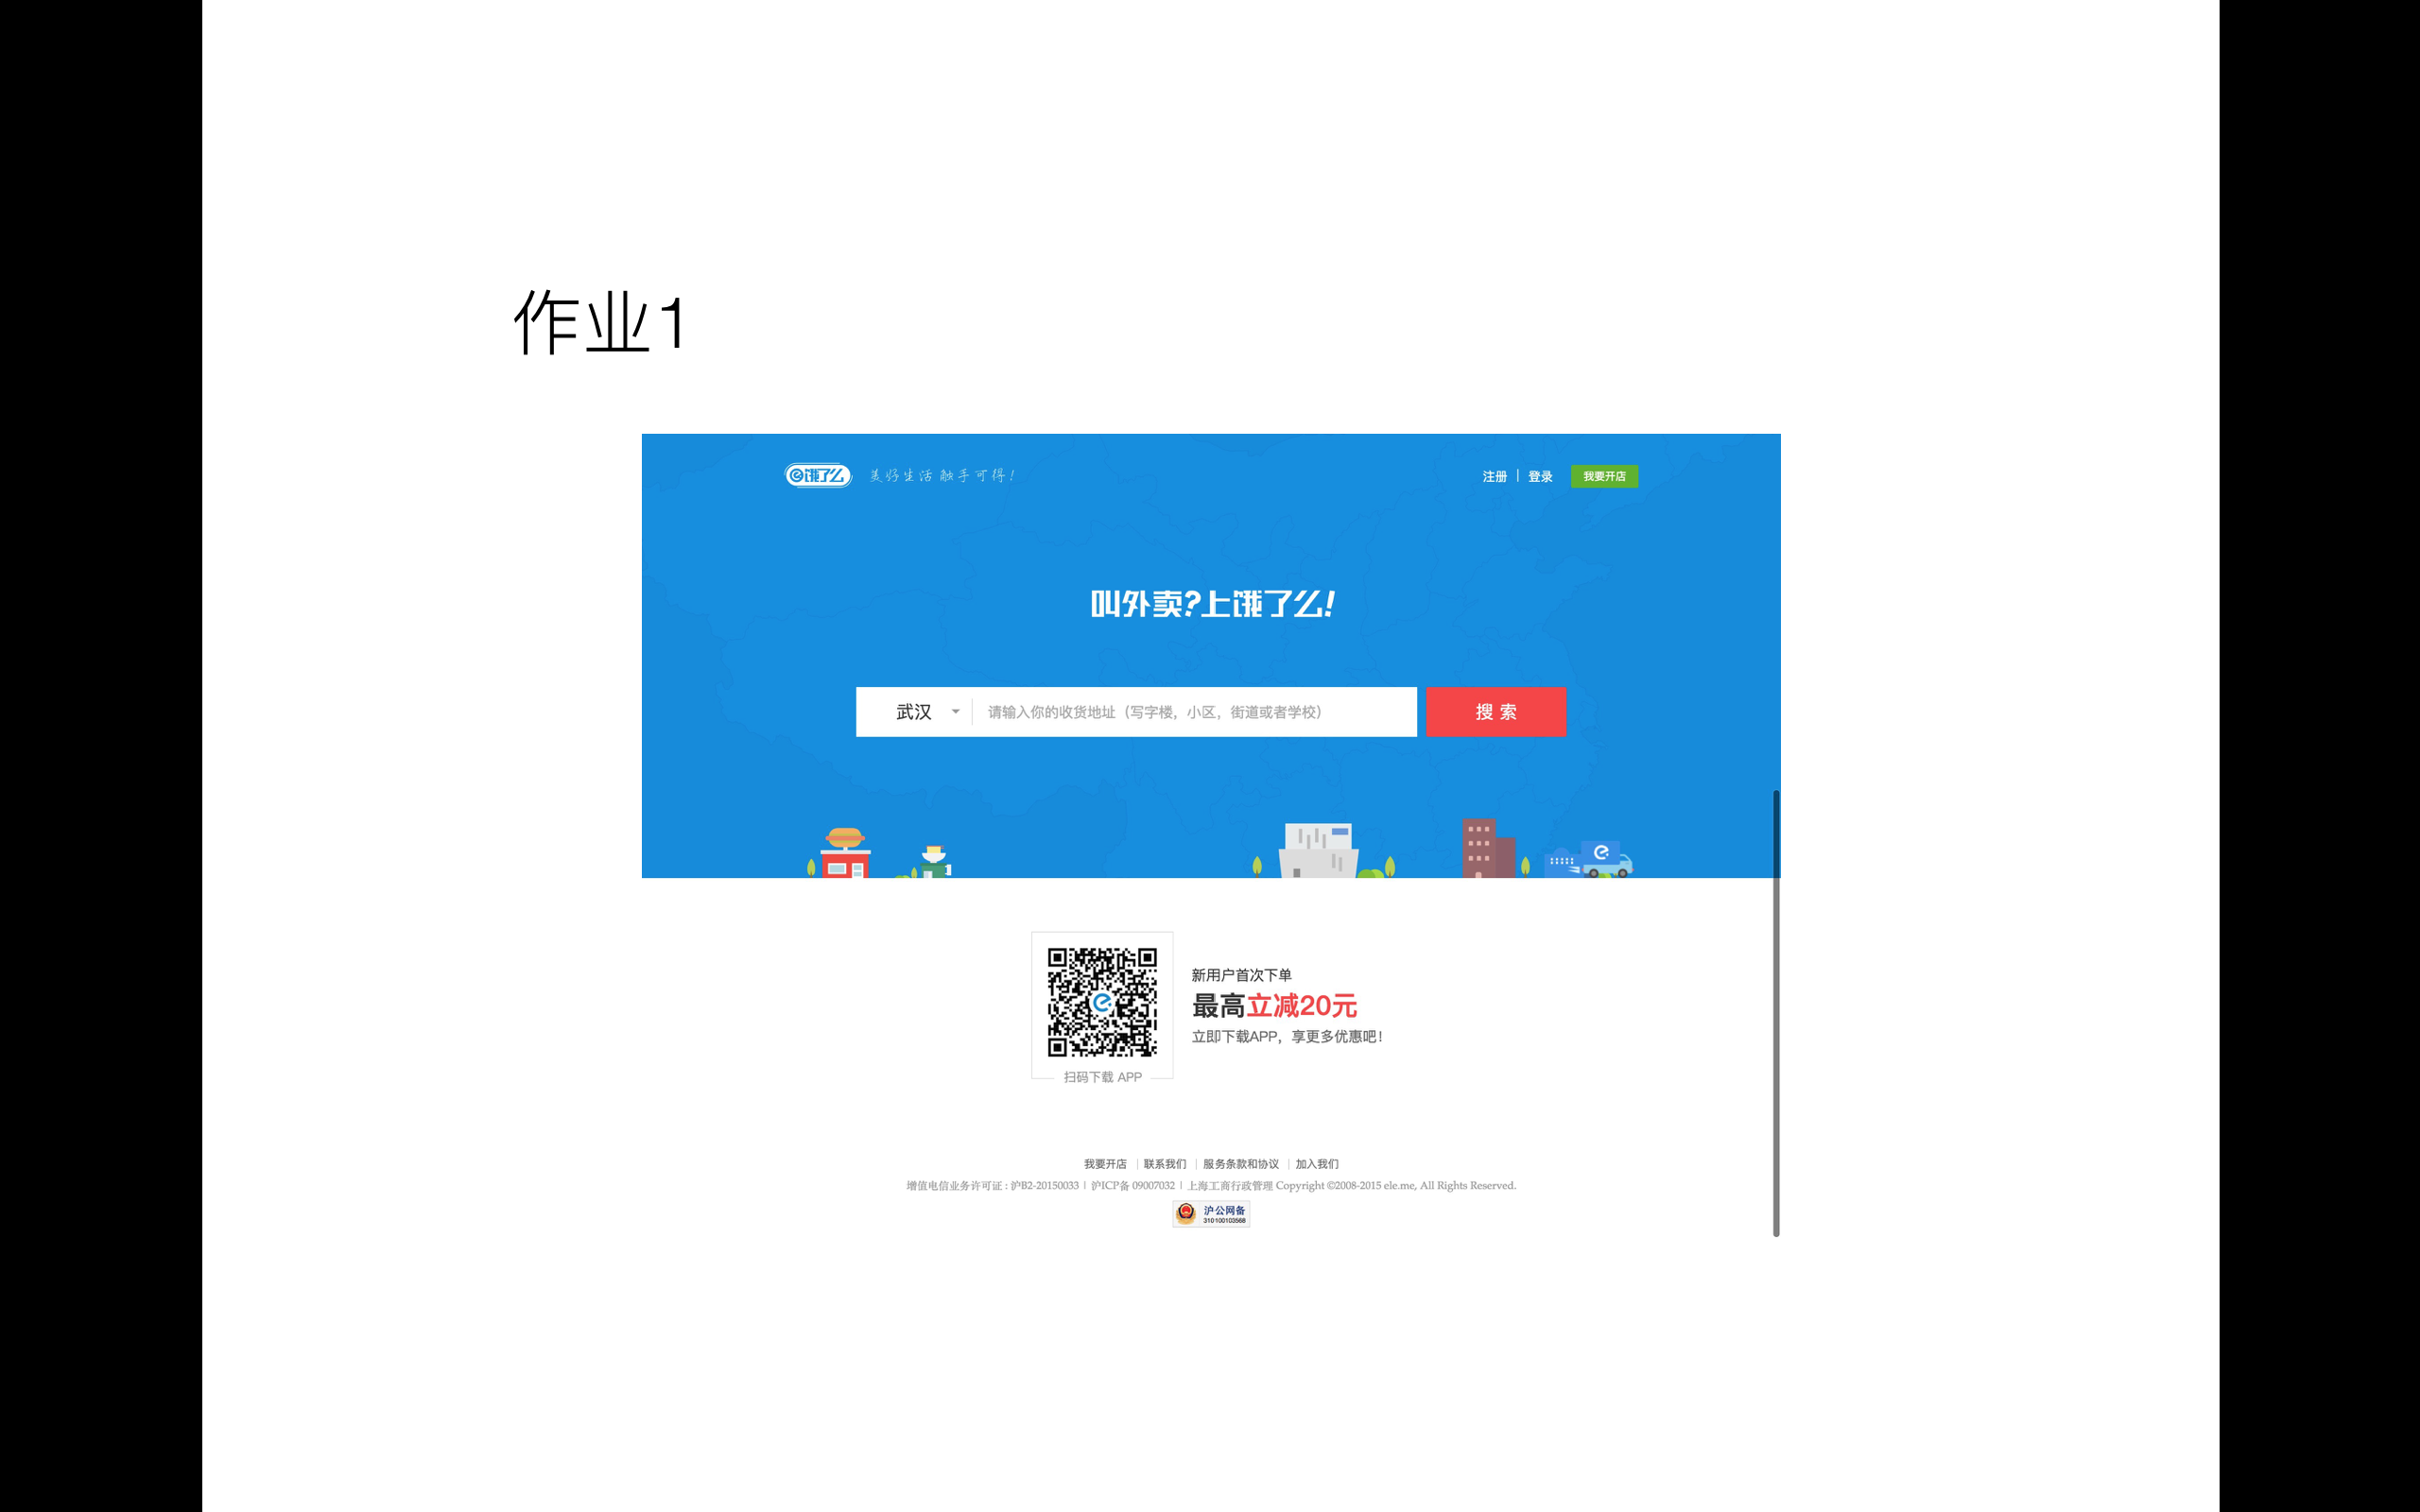 作业1
饿了么 美好生活 触手可得!
注册 | 登录 我要开店
叫外卖?上饿了么!
武汉 请输入你的收货地址（写字楼，小区，街道或者学校） 搜 索
新用户首次下单
最高立减20元
立即下载APP，享更多优惠吧！
扫码下载 APP
我要开店 | 联系我们 | 服务条款和协议 | 加入我们
增值电信业务许可证 : 沪B2-20150033 | 沪ICP备 09007032 | 上海工商行政管理 Copyright ©2008-2015 ele.me, All Rights Reserved.
沪公网备
310100103568